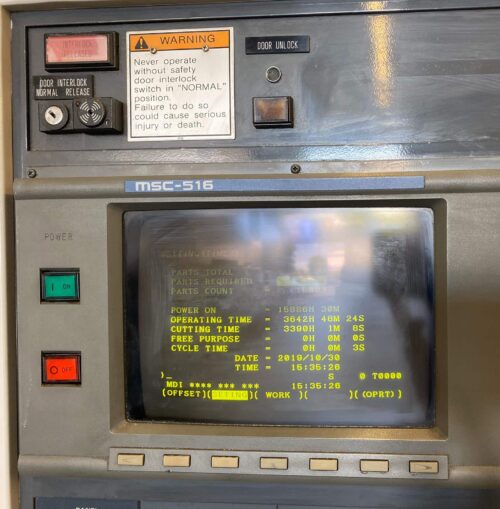 INTERLOCK
RELEASED
WARNING
Never operate
without safety
door interlock
switch in "NORMAL"
position.
Failure to do so
could cause serious
injury or death.
DOOR UNLOCK
DOOR INTERLOCK
NORMAL RELEASE
MSC-516
POWER
I ON
O OFF
PARTS TOTAL =
PARTS REQUIRED =
PARTS COUNT =
POWER ON = 15886H 30M
OPERATING TIME = 3642H 46M 24S
CUTTING TIME = 3390H 1M 8S
FREE PURPOSE = 0H 0M 0S
CYCLE TIME = 0H 0M 3S
DATE = 2019/10/30
TIME = 15:35:26
)_
S 0 T0000
MDI **** *** *** 15:35:26
(OFFSET)(SETTING)( WORK )( )( (OPRT) )